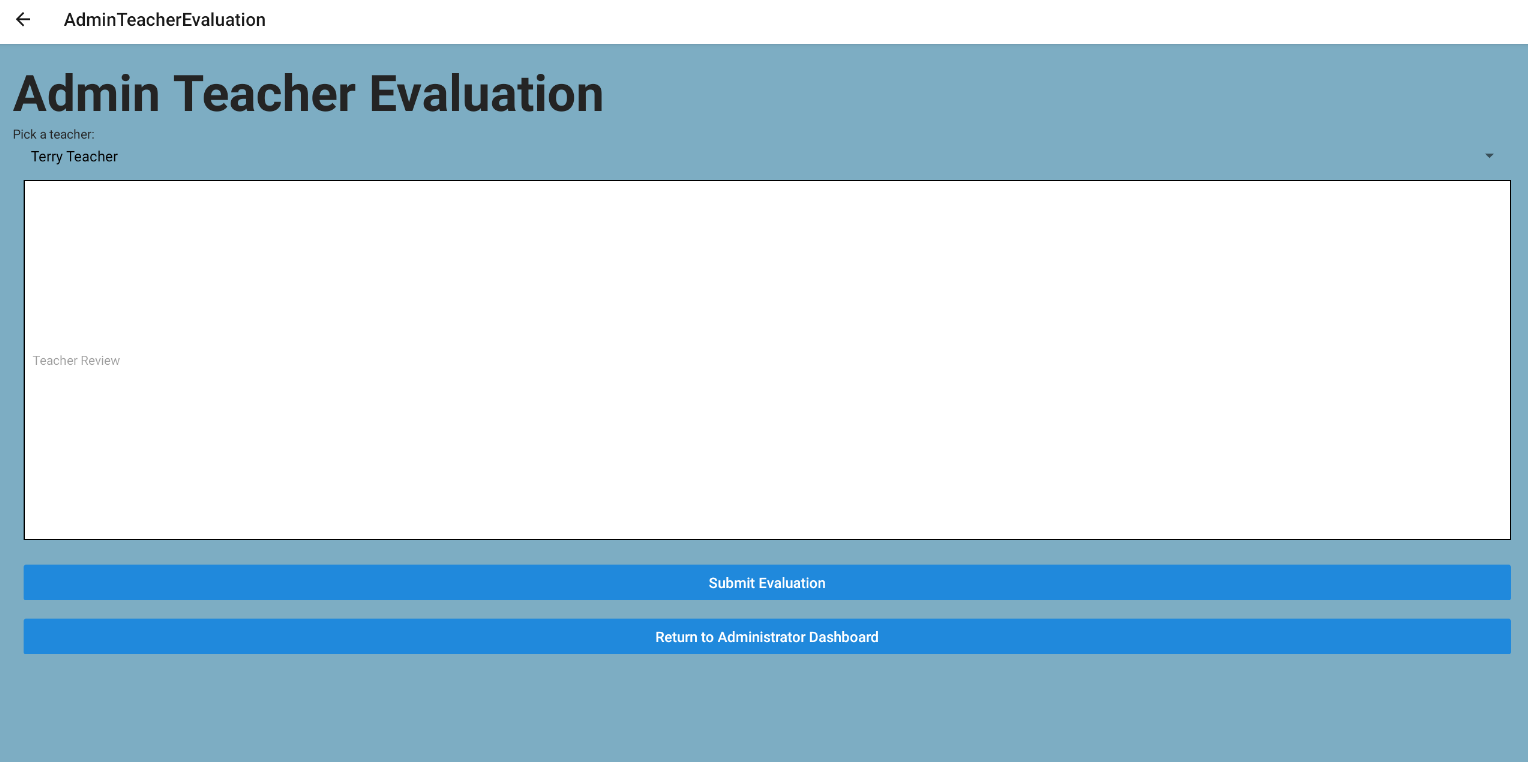 AdminTeacherEvaluation
Admin Teacher Evaluation
Pick a teacher:
Terry Teacher
Teacher Review
Submit Evaluation
Return to Administrator Dashboard